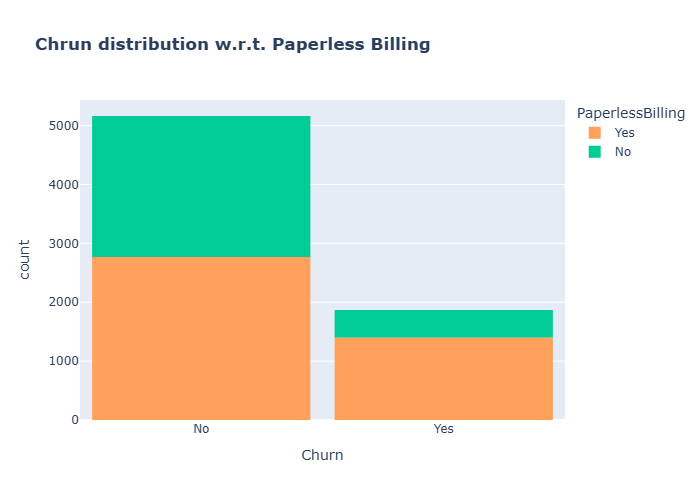 Chrun distribution w.r.t. Paperless Billing
PaperlessBilling
Yes
No
5000
4000
3000
2000
1000
0
count
No
Yes
Churn